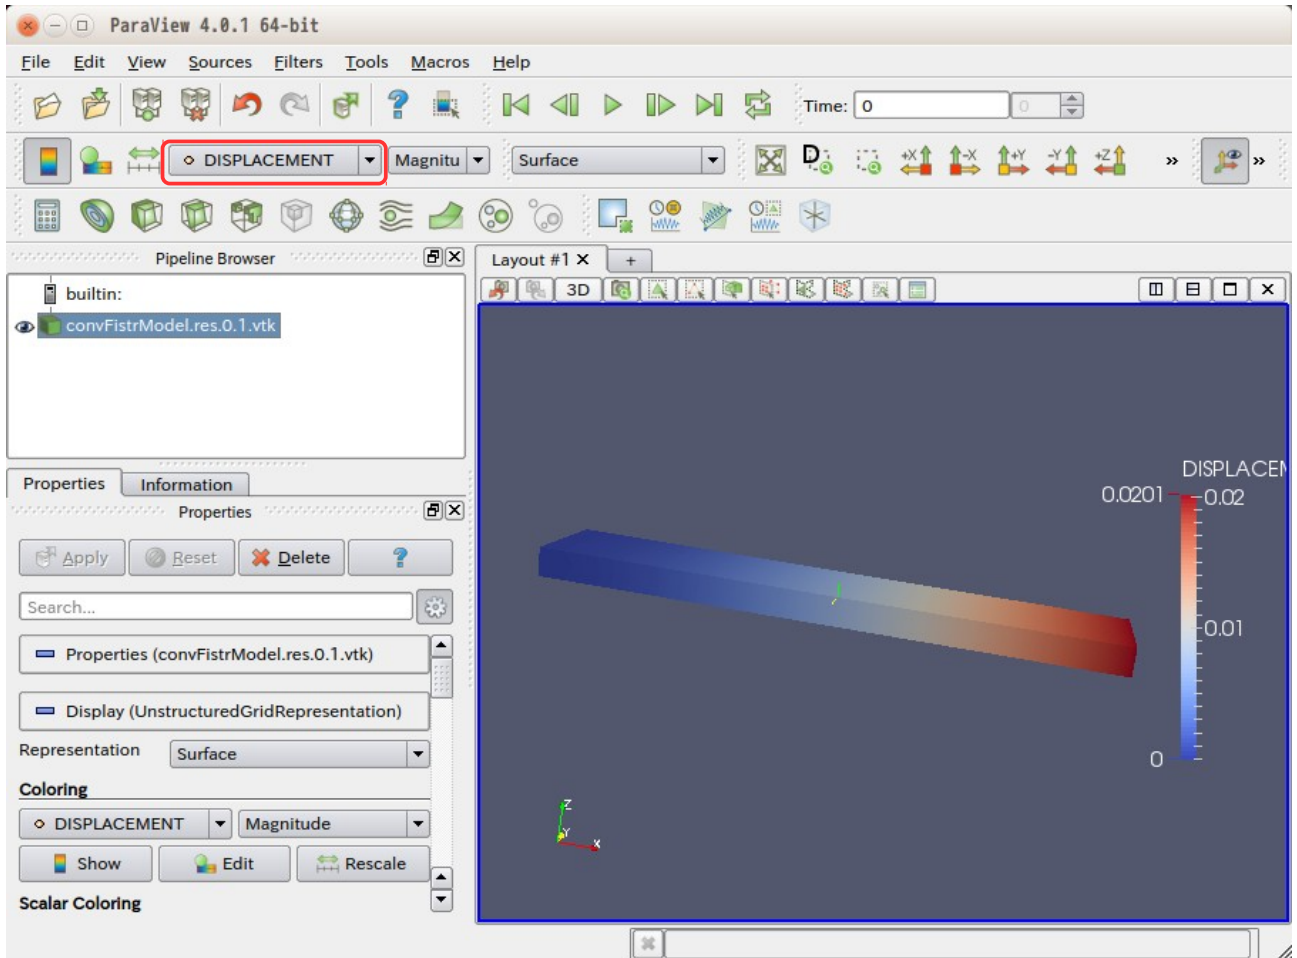 ParaView 4.0.1 64-bit
File Edit View Sources Filters Tools Macros Help
Time: 0 0
DISPLACEMENT Magnitu Surface D +X -X +Y -Y +Z » »
Pipeline Browser
builtin:
convFistrModel.res.0.1.vtk
Properties Information
Properties
Apply Reset Delete ?
Search...
Properties (convFistrModel.res.0.1.vtk)
Display (UnstructuredGridRepresentation)
Representation Surface
Coloring
DISPLACEMENT Magnitude
Show Edit Rescale
Scalar Coloring
Layout #1 X +
3D
DISPLACEM
0.0201 0.02
0.01
0
Z
Y
X